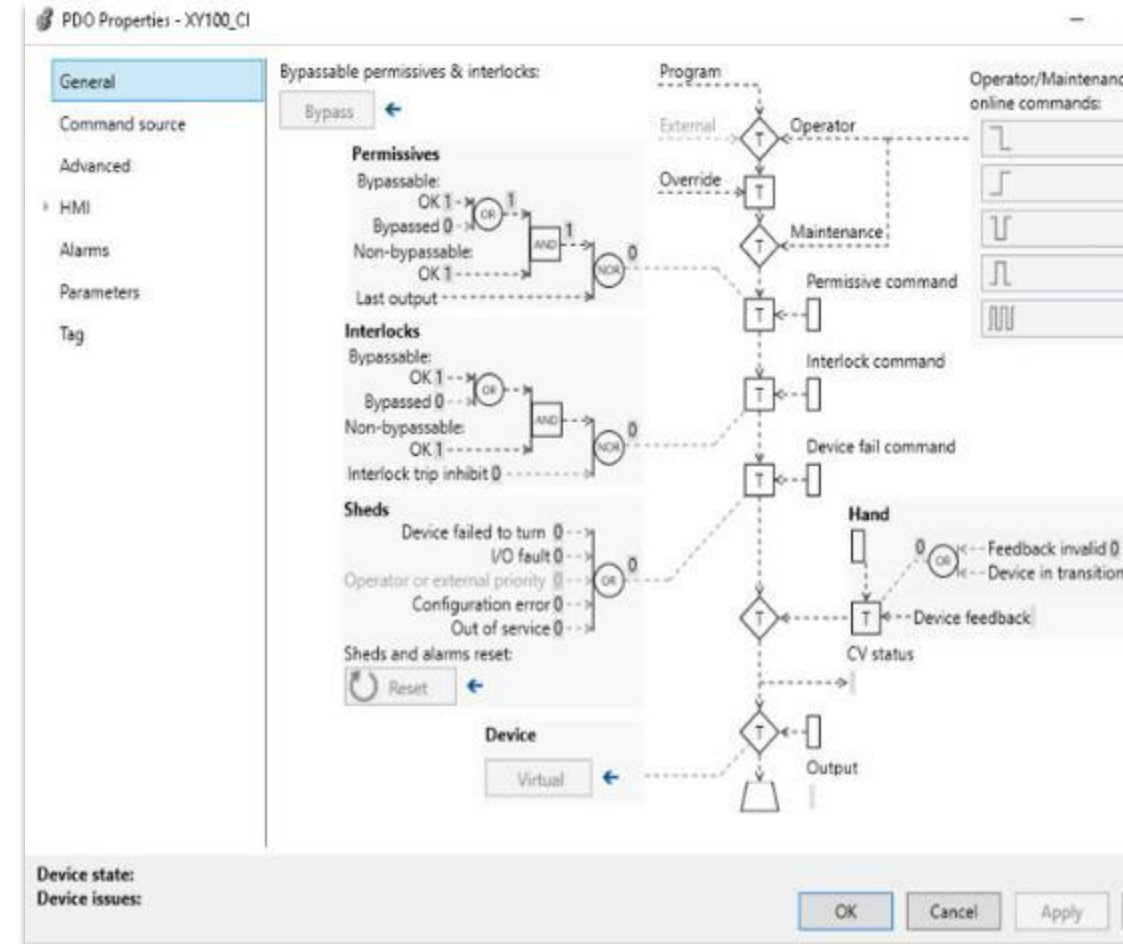 PDO Properties - XY100_CI
General
Command source
Advanced
HMI
Alarms
Parameters
Tag
Bypassable permissives & interlocks:
Bypass
Permissives
Bypassable:
OK 1
OR
1
Bypassed 0
AND
1
Non-bypassable:
OK 1
NOR
0
Last output
Interlocks
Bypassable:
OK 1
OR
Bypassed 0
AND
Non-bypassable:
OK 1
NOR
0
Interlock trip inhibit 0
Sheds
Device failed to turn 0
I/O fault 0
Operator or external priority 0
OR
0
Configuration error 0
Out of service 0
Sheds and alarms reset:
Reset
Device
Virtual
Program
External
T
Operator
Override
T
T
Maintenance
Permissive command
T
Interlock command
T
Device fail command
T
Hand
0
OR
Feedback invalid 0
Device in transition
T
T
Device feedback
CV status
T
Output
Operator/Maintenanc
online commands:
Device state:
Device issues:
OK
Cancel
Apply